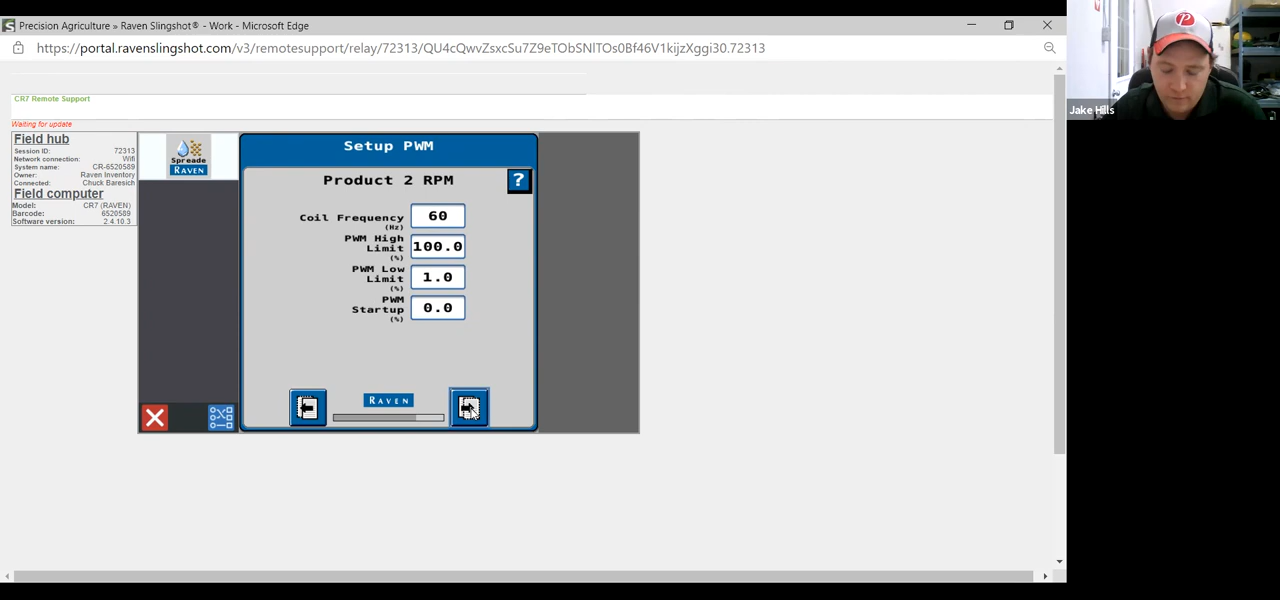 Precision Agriculture » Raven Slingshot® - Work - Microsoft Edge
https://portal.ravenslingshot.com/v3/remotesupport/relay/72313/QU4cQwvZsxcSu7Z9eTObSNlTOs0Bf46V1kijzXggi30.72313
CR7 Remote Support
Waiting for update
Field hub
Session ID: 72313
Network connection: Wifi
System name: CR-6520589
Owner: Raven Inventory
Connected: Chuck Baresich
Field computer
Model: CR7 (RAVEN)
Barcode: 6520589
Software version: 2.4.10.3
Spreade
RAVEN
Setup PWM
Product 2 RPM
?
Coil Frequency (Hz) 60
PWM High Limit (%) 100.0
PWM Low Limit (%) 1.0
PWM Startup (%) 0.0
RAVEN
Jake Hills